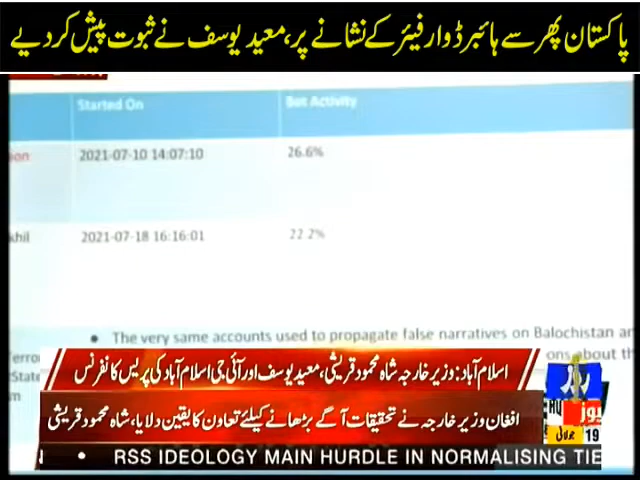 پاکستان پھر سے ہائبرڈ وار فیئر کے نشانے پر، معید یوسف نے ثبوت پیش کر دیے
Started On Bot Activity
2021-07-10 14:07:10 26.6%
2021-07-18 16:16:01 22.2%
• The very same accounts used to propagate false narratives on Balochistan
اسلام آباد: وزیر خارجہ شاہ محمود قریشی، معید یوسف اور آئی جی اسلام آباد کی پریس کانفرنس
افغان وزیر خارجہ نے تحقیقات آگے بڑھانے کیلئے تعاون کا یقین دلایا، شاہ محمود قریشی
روز
نیوز
جولائی 19
• RSS IDEOLOGY MAIN HURDLE IN NORMALISING TIE